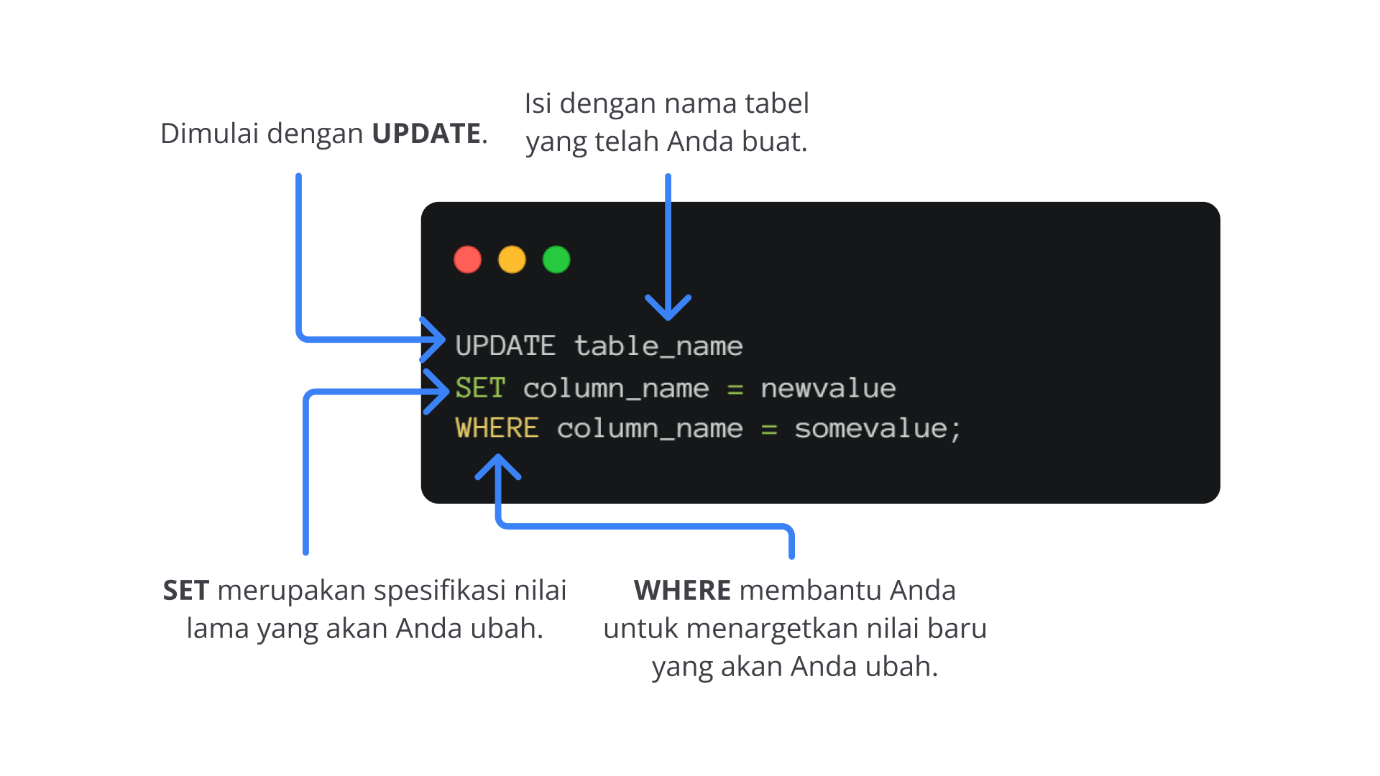 Dimulai dengan UPDATE.
Isi dengan nama tabel
yang telah Anda buat.
UPDATE table_name
SET column_name = newvalue
WHERE column_name = somevalue;
SET merupakan spesifikasi nilai
lama yang akan Anda ubah.
WHERE membantu Anda
untuk menargetkan nilai baru
yang akan Anda ubah.